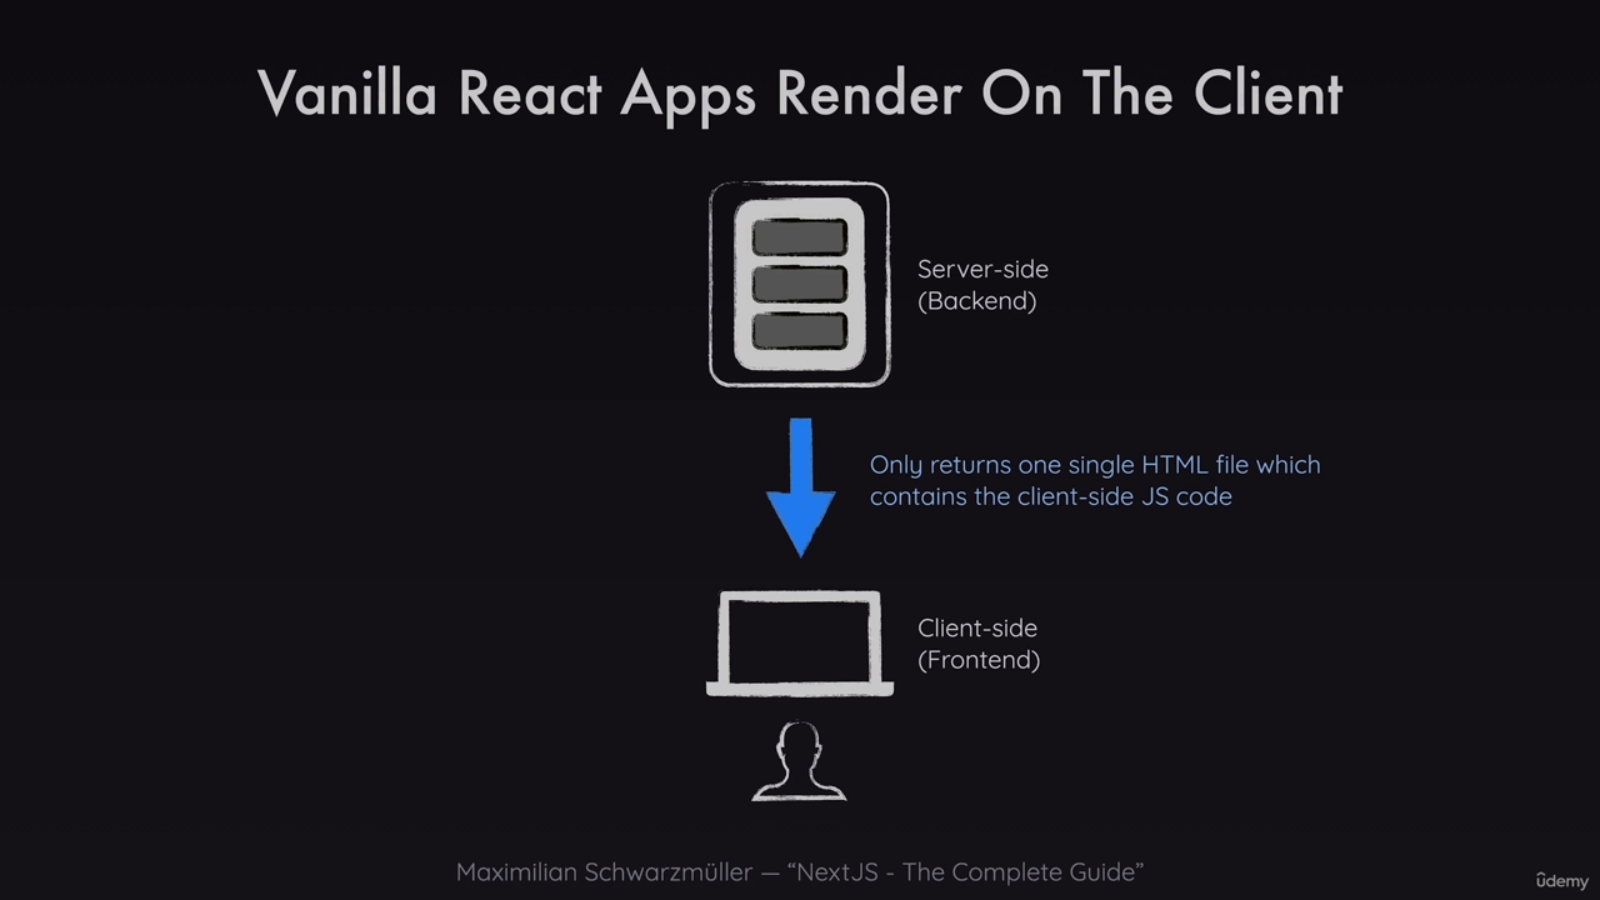 Vanilla React Apps Render On The Client
Server-side
(Backend)
Only returns one single HTML file which
contains the client-side JS code
Client-side
(Frontend)
Maximilian Schwarzmüller — “NextJS - The Complete Guide”
ûdemy